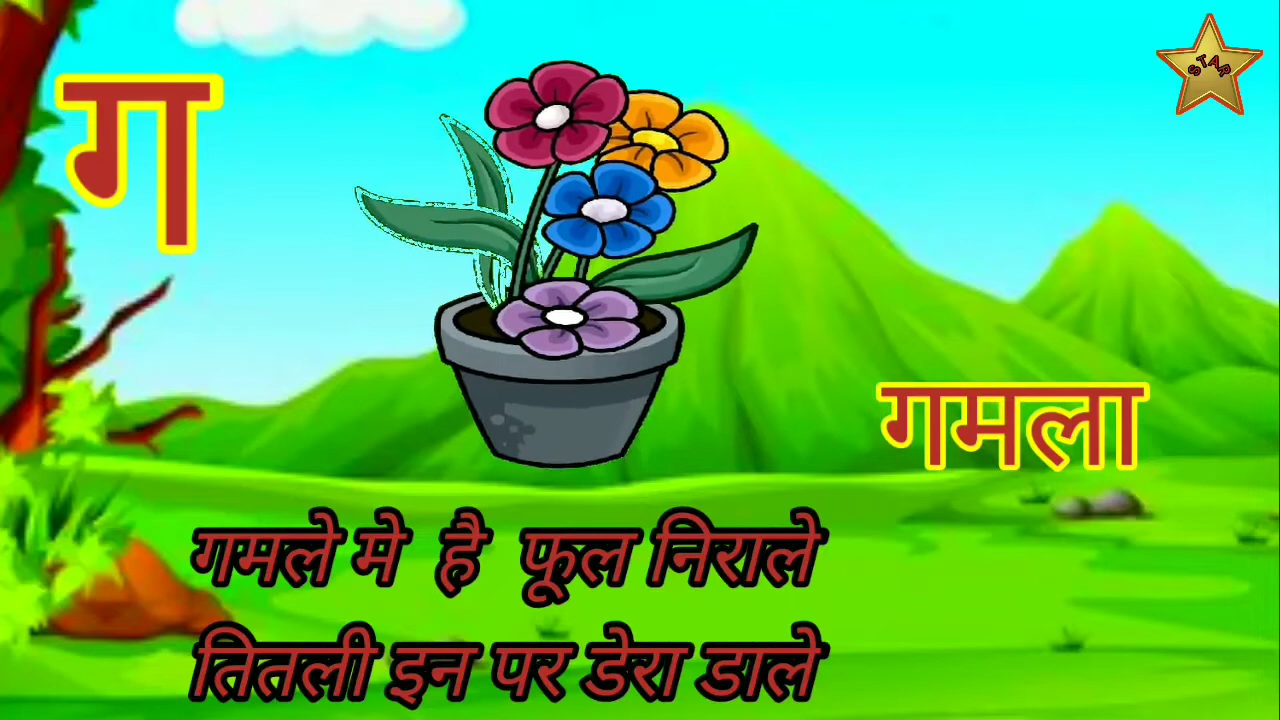 ग
STAR
गमला
गमले मे है फूल निराले
तितली इन पर डेरा डाले